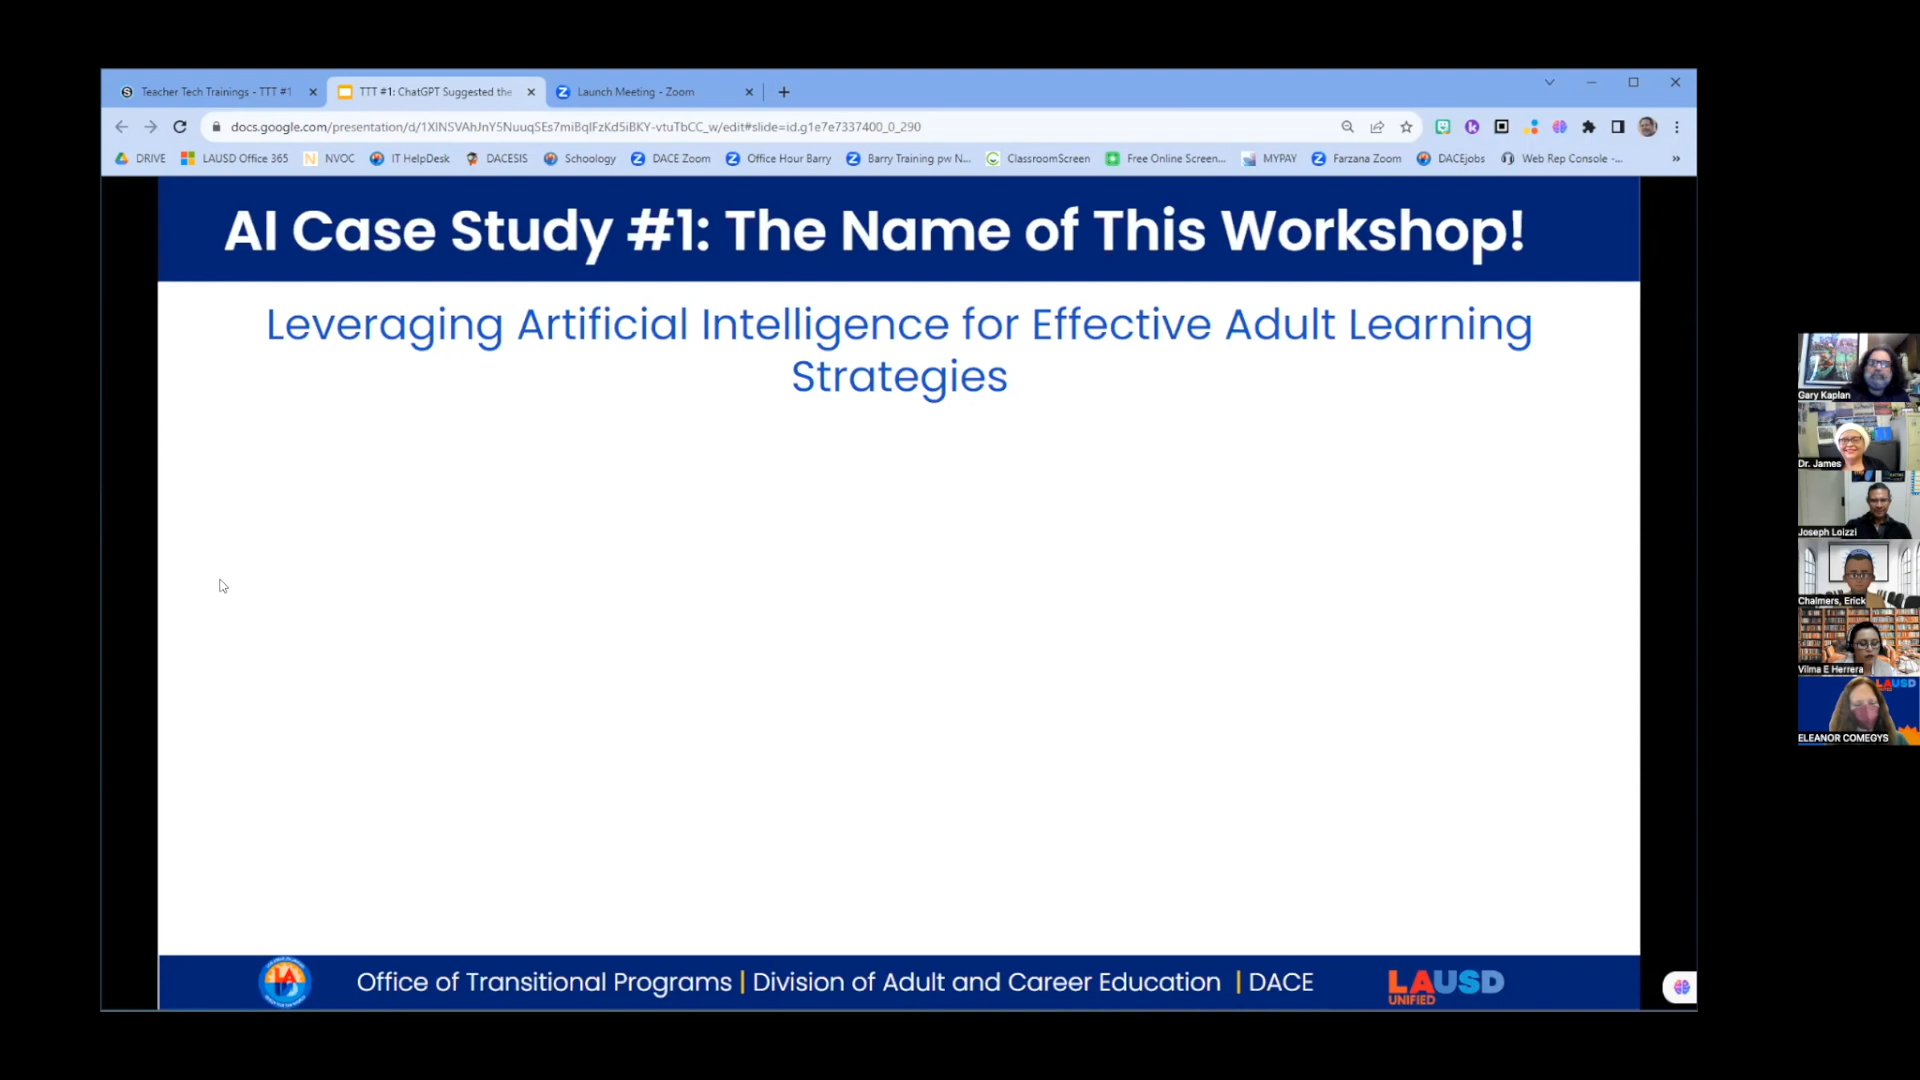 Teacher Tech Trainings - TTT #1
TTT #1: ChatGPT Suggested the
Launch Meeting - Zoom
docs.google.com/presentation/d/1XlNSVAhJnY5NuuqSEs7miBqlFzKd5iBKY-vtuTbCC_w/edit#slide=id.g1e7e7337400_0_290
DRIVE LAUSD Office 365 NVOC IT HelpDesk DACESIS Schoology DACE Zoom Office Hour Barry Barry Training pw N... ClassroomScreen Free Online Screen... MYPAY Farzana Zoom DACEjobs Web Rep Console -... »
AI Case Study #1: The Name of This Workshop!
Leveraging Artificial Intelligence for Effective Adult Learning
Strategies
Gary Kaplan
Dr. James
Joseph Loizzi
Chalmers, Erick
Vilma E Herrera
LAUSD
ELEANOR COMEGYS
Office of Transitional Programs | Division of Adult and Career Education | DACE
LAUSD
UNIFIED